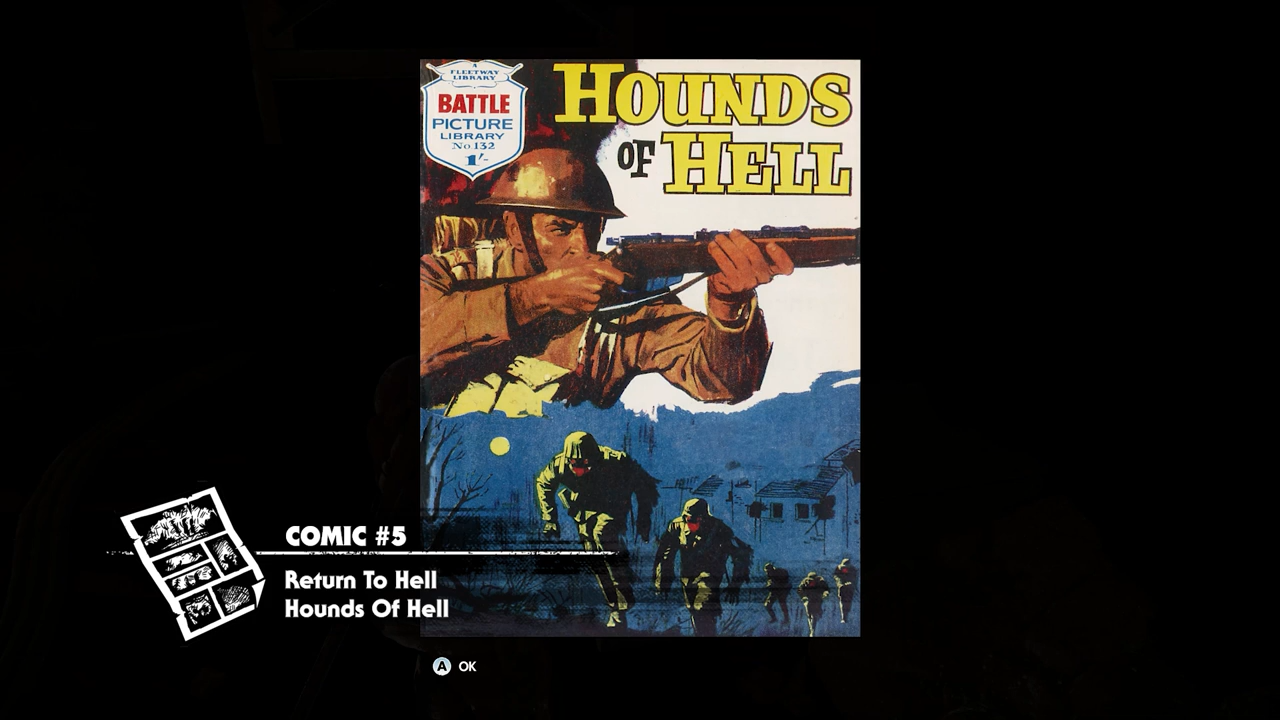 A
FLEETWAY
LIBRARY
BATTLE
PICTURE
LIBRARY
No 132
1/-
HOUNDS
OF HELL
COMIC #5
Return To Hell
Hounds Of Hell
A OK